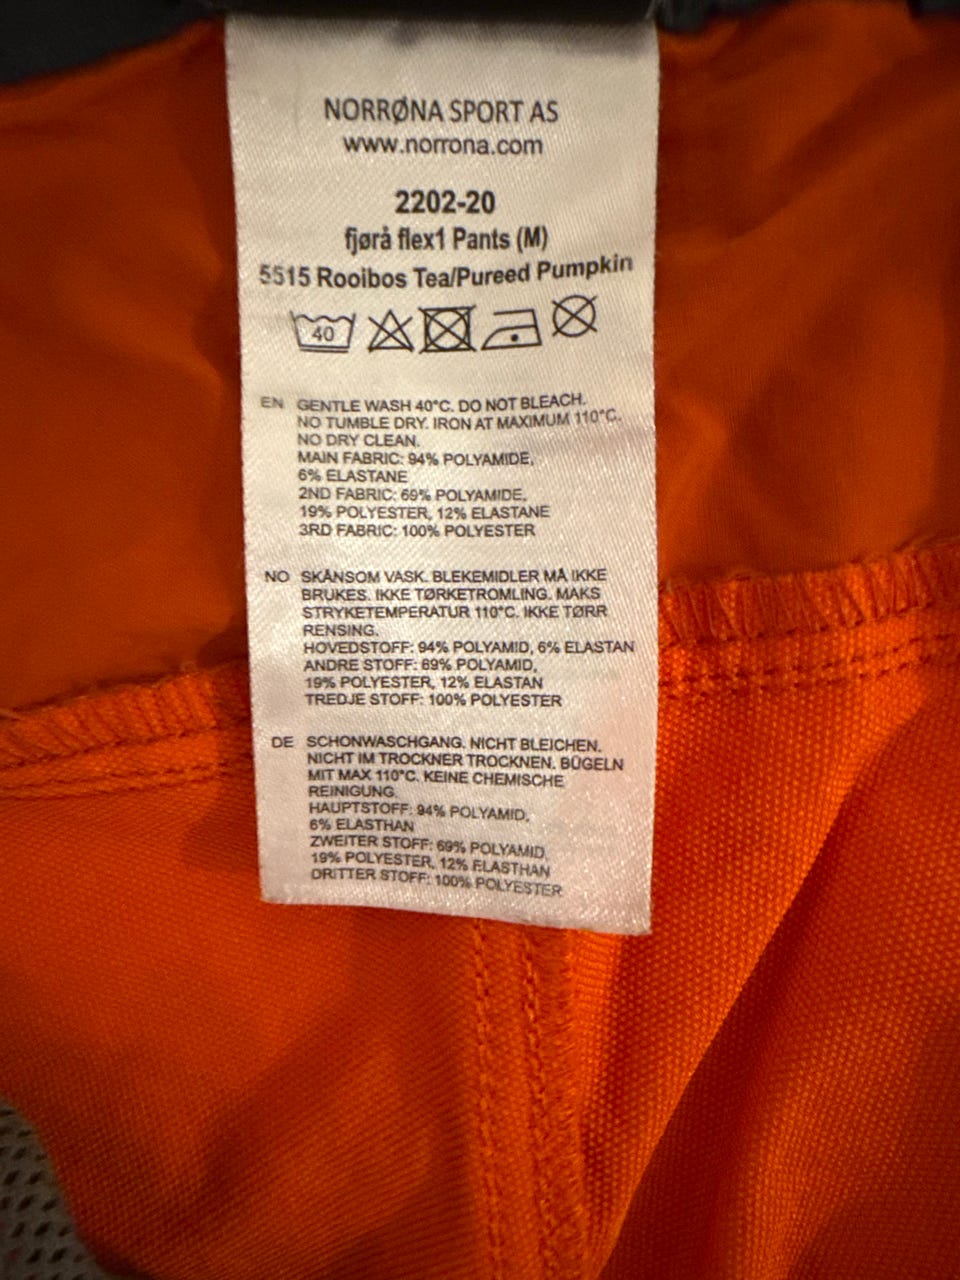 NORRØNA SPORT AS
www.norrona.com
2202-20
fjørå flex1 Pants (M)
5515 Rooibos Tea/Pureed Pumpkin
40
EN GENTLE WASH 40°C. DO NOT BLEACH.
NO TUMBLE DRY. IRON AT MAXIMUM 110°C.
NO DRY CLEAN.
MAIN FABRIC: 94% POLYAMIDE,
6% ELASTANE
2ND FABRIC: 69% POLYAMIDE,
19% POLYESTER, 12% ELASTANE
3RD FABRIC: 100% POLYESTER
NO SKÅNSOM VASK. BLEKEMIDLER MÅ IKKE
BRUKES. IKKE TØRKETROMLING. MAKS
STRYKETEMPERATUR 110°C. IKKE TØRR
RENSING.
HOVEDSTOFF: 94% POLYAMID, 6% ELASTAN
ANDRE STOFF: 69% POLYAMID,
19% POLYESTER, 12% ELASTAN
TREDJE STOFF: 100% POLYESTER
DE SCHONWASCHGANG. NICHT BLEICHEN.
NICHT IM TROCKNER TROCKNEN. BÜGELN
MIT MAX 110°C. KEINE CHEMISCHE
REINIGUNG.
HAUPTSTOFF: 94% POLYAMID,
6% ELASTHAN
ZWEITER STOFF: 69% POLYAMID,
19% POLYESTER, 12% ELASTHAN
DRITTER STOFF: 100% POLYESTER